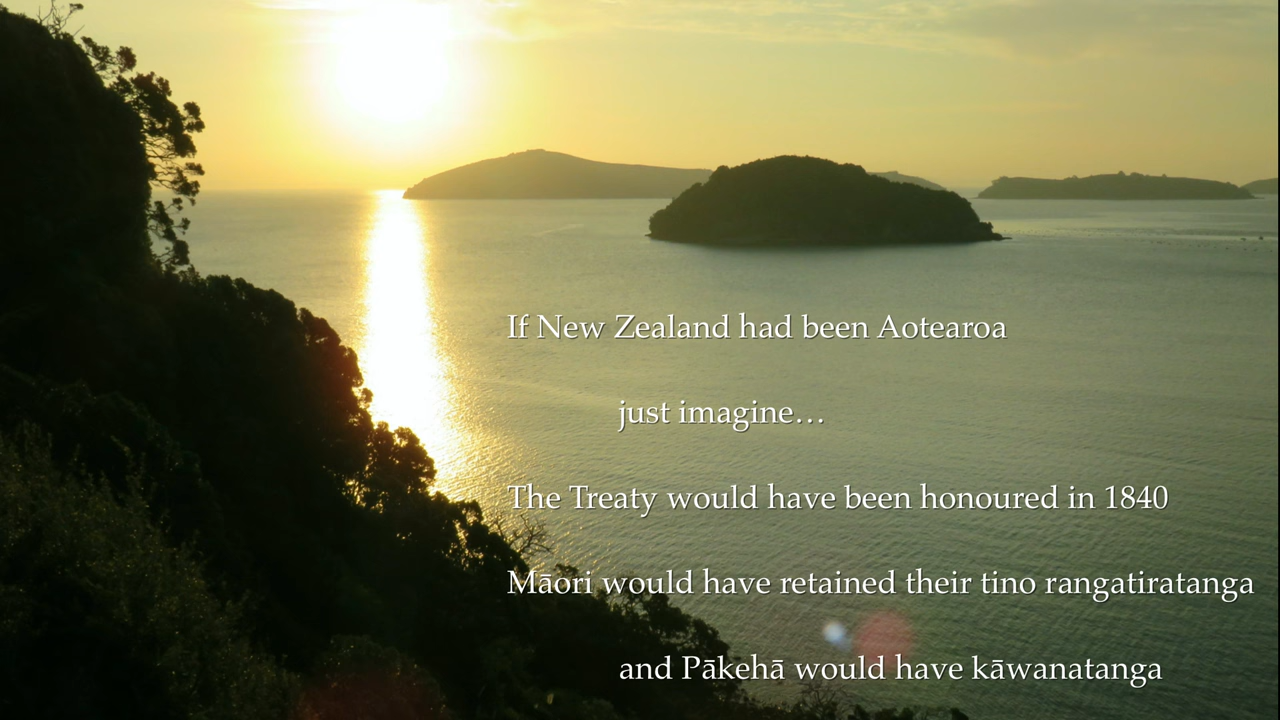 If New Zealand had been Aotearoa
just imagine…
The Treaty would have been honoured in 1840
Māori would have retained their tino rangatiratanga
and Pākehā would have kāwanatanga